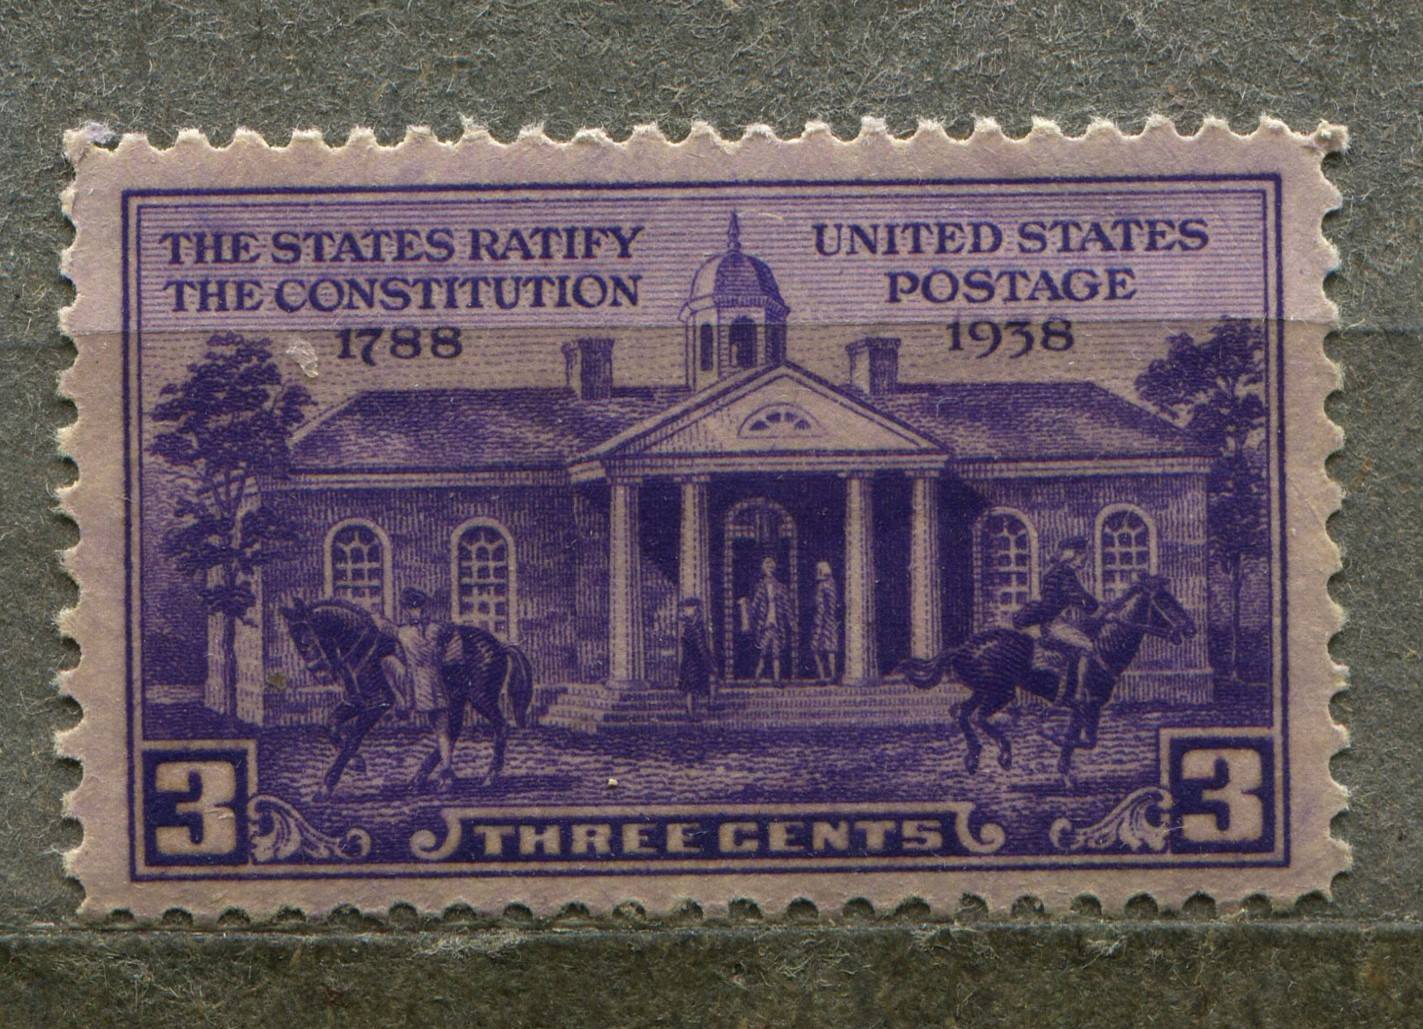 THE STATES RATIFY
THE CONSTITUTION
1788
UNITED STATES
POSTAGE
1938
3
THREE CENTS
3